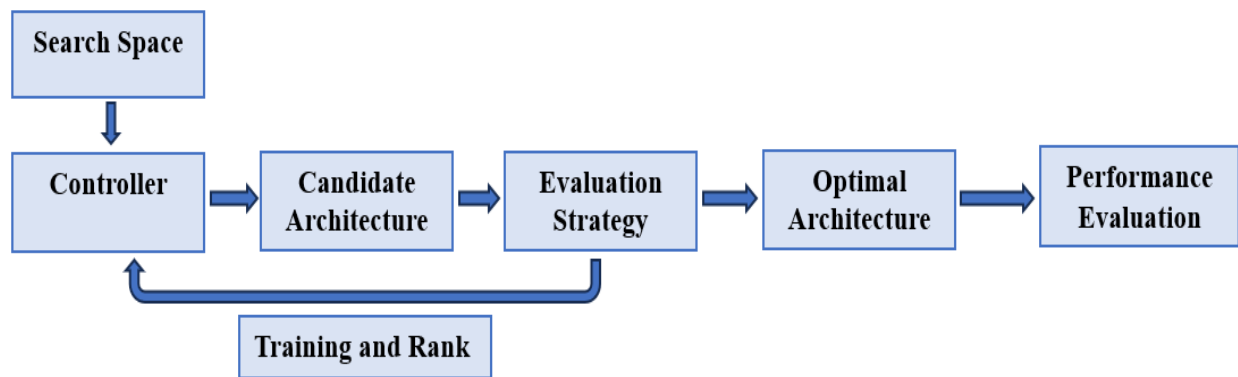 Search Space
Controller
Candidate
Architecture
Evaluation
Strategy
Optimal
Architecture
Performance
Evaluation
Training and Rank